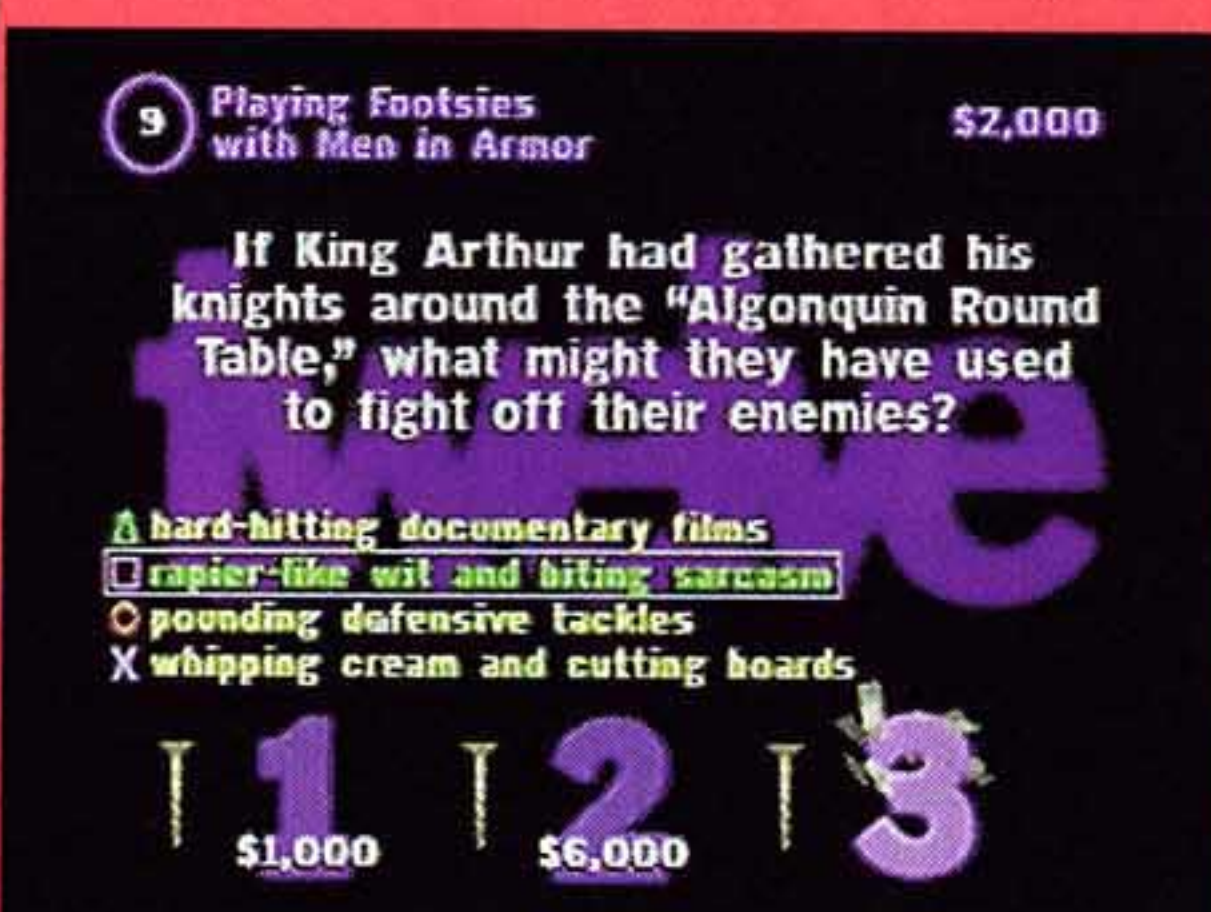 9
Playing Footsies
with Men in Armor
$2,000
If King Arthur had gathered his
knights around the “Algonquin Round
Table,” what might they have used
to fight off their enemies?
twelve
hard-hitting documentary films
rapier-like wit and biting sarcasm
pounding defensive tackles
X whipping cream and cutting boards
1
$1,000
2
$6,000
3